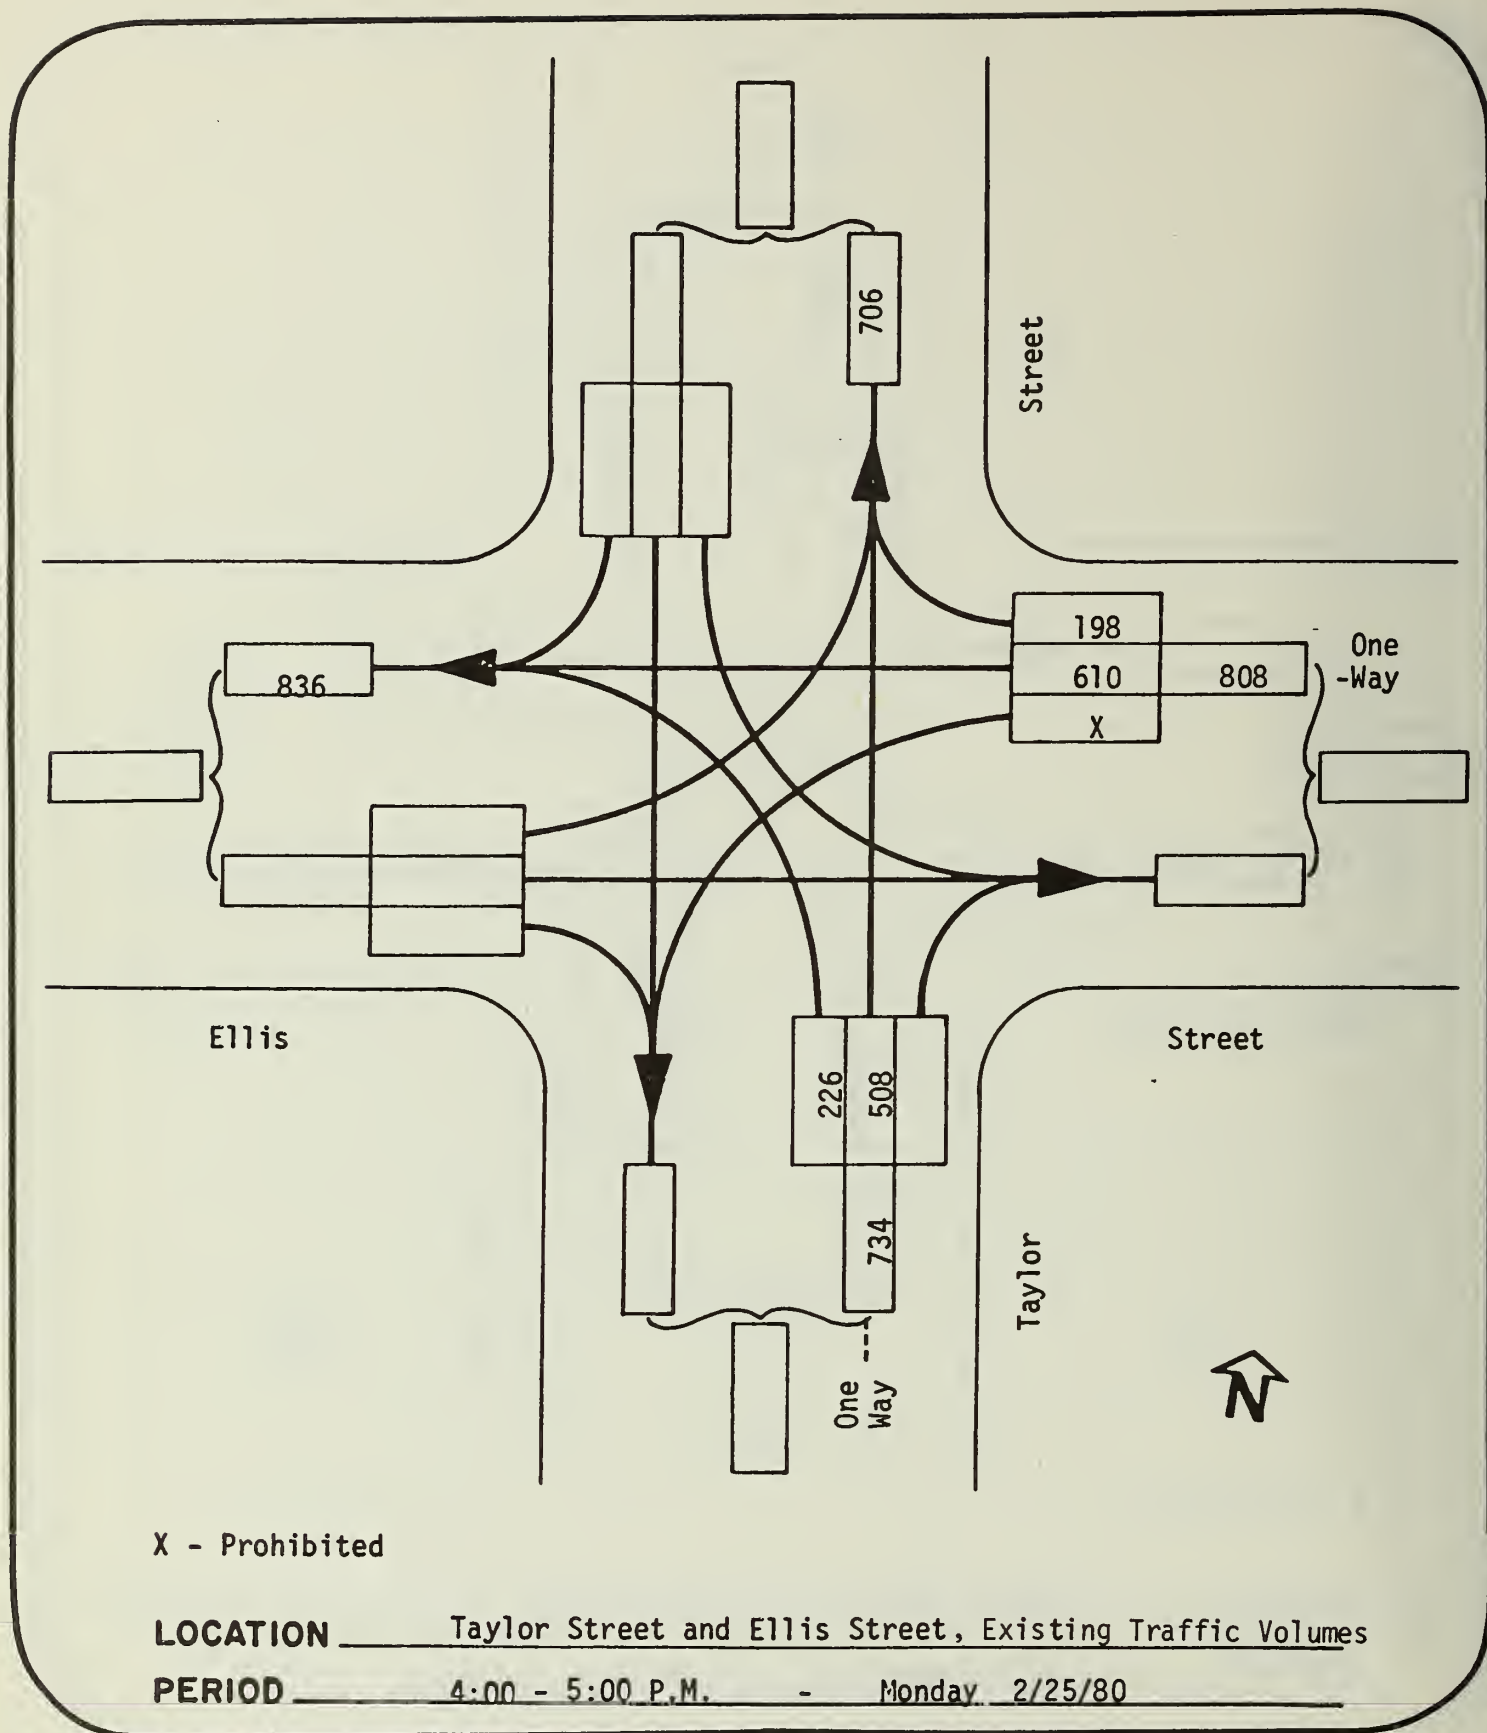 706
Street
198
One
836
610
808
-Way
X
Ellis
Street
226
508
734
Taylor
One ---
Way
N
X - Prohibited
LOCATION Taylor Street and Ellis Street, Existing Traffic Volumes
PERIOD 4:00 - 5:00 P.M. - Monday 2/25/80